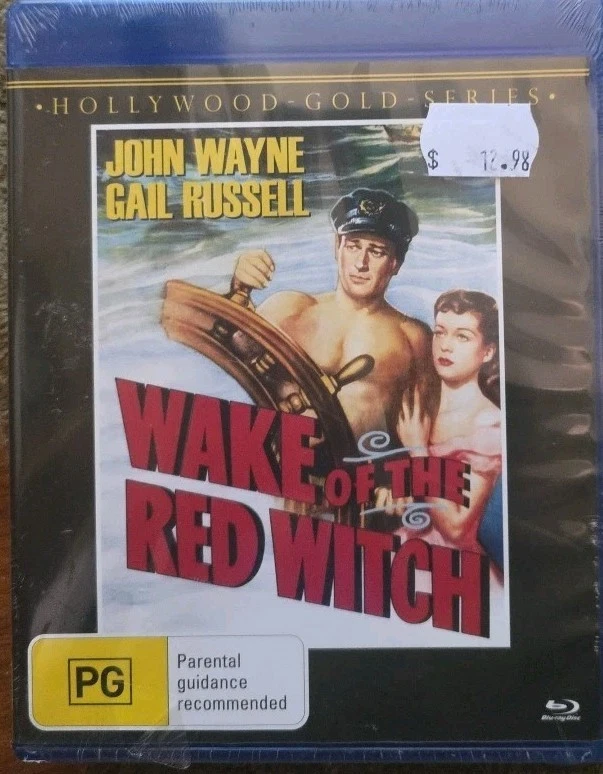 • HOLLYWOOD - GOLD - SERIES •
$ 12.98
JOHN WAYNE
GAIL RUSSELL
WAKE OF THE
RED WITCH
PG
Parental
guidance
recommended
Blu-ray Disc